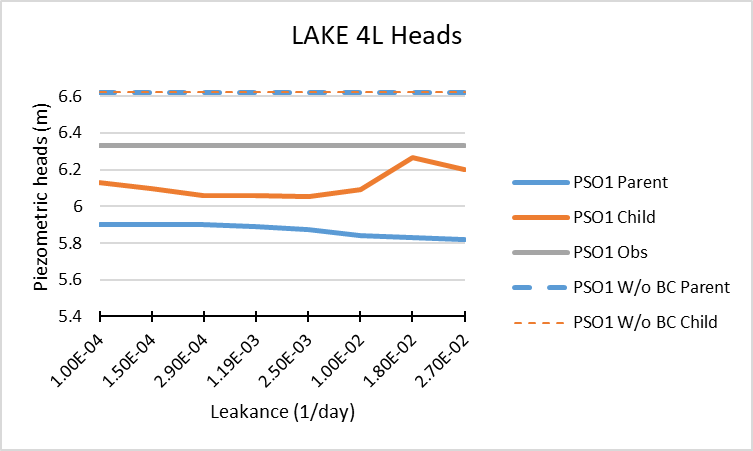 LAKE 4L Heads
Piezometric heads (m)
6.6
6.4
6.2
6
5.8
5.6
5.4
1.00E-04
1.50E-04
2.90E-04
1.19E-03
2.50E-03
1.00E-02
1.80E-02
2.70E-02
Leakance (1/day)
PSO1 Parent
PSO1 Child
PSO1 Obs
PSO1 W/o BC Parent
PSO1 W/o BC Child